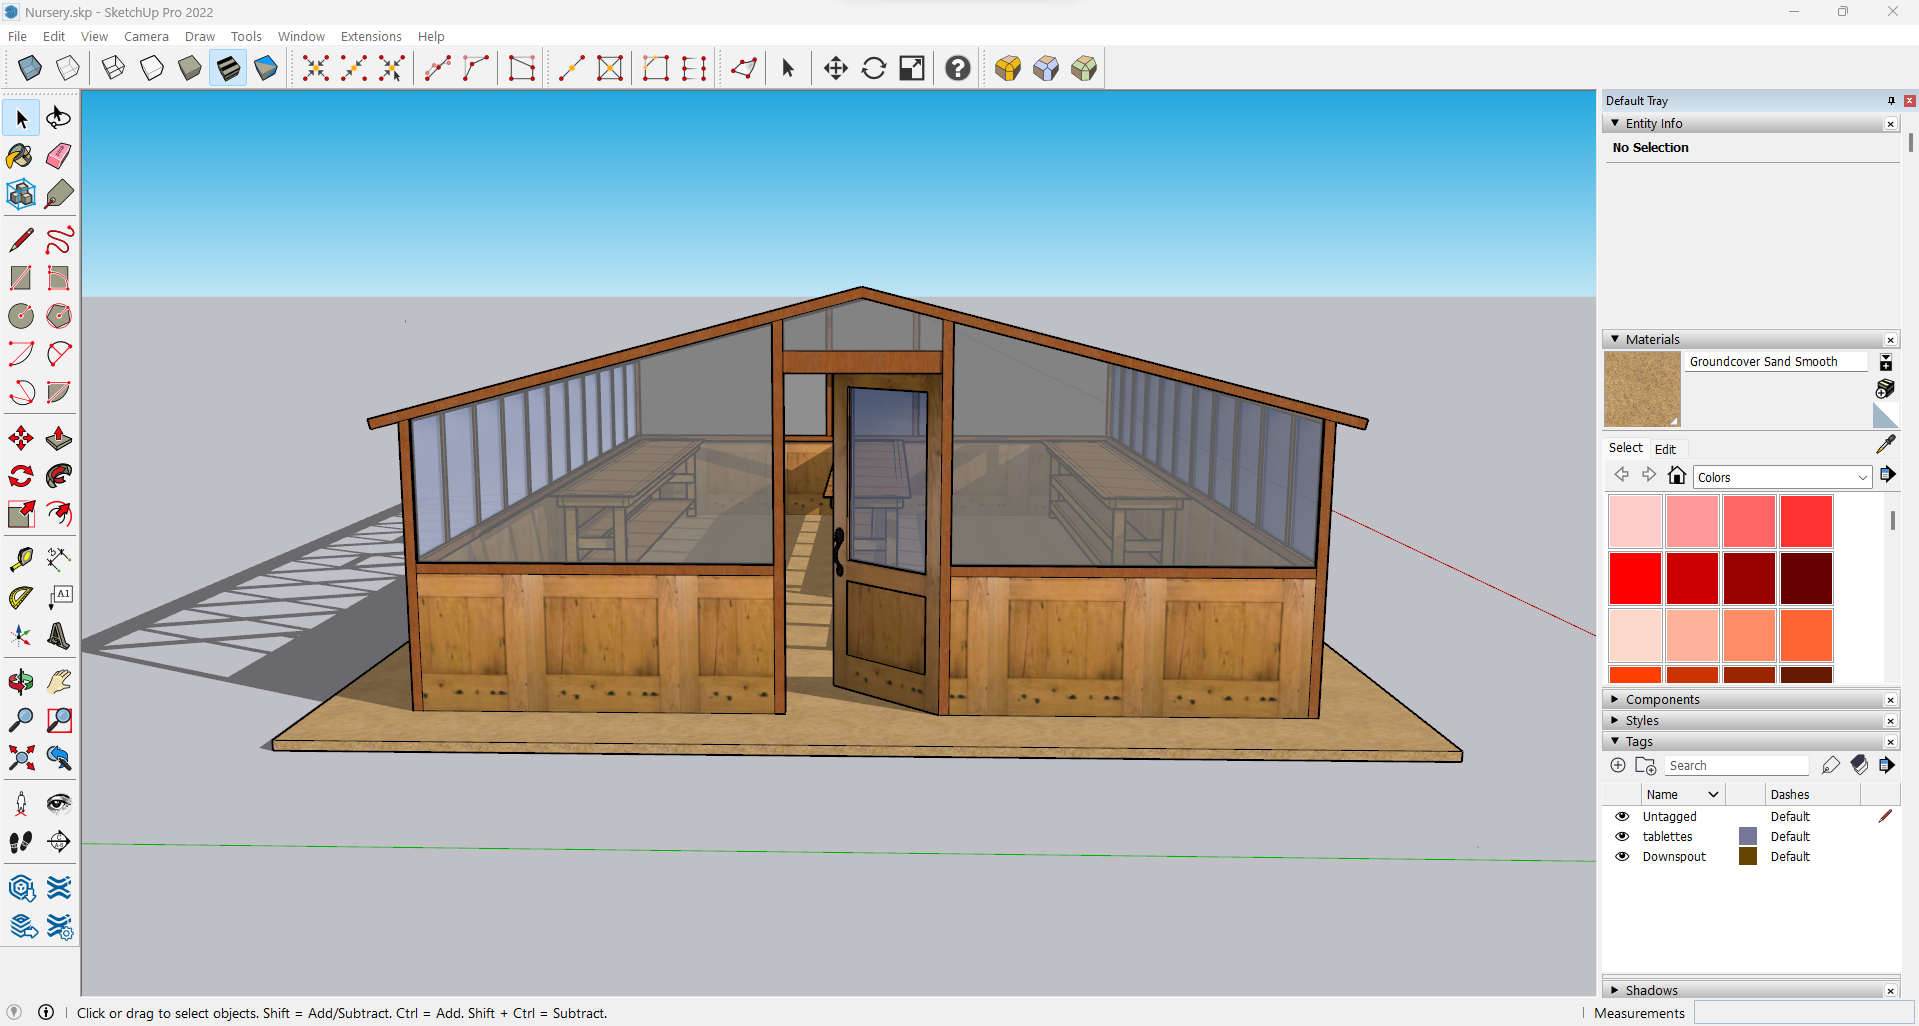 Nursery.skp - SketchUp Pro 2022
File Edit View Camera Draw Tools Window Extensions Help
Default Tray
Entity Info
No Selection
Materials
Groundcover Sand Smooth
Select Edit
Colors
A1
Components
Styles
Tags
Search
Name Dashes
Untagged Default
tablettes Default
Downspout Default
Shadows
Click or drag to select objects. Shift = Add/Subtract. Ctrl = Add. Shift + Ctrl = Subtract.
Measurements